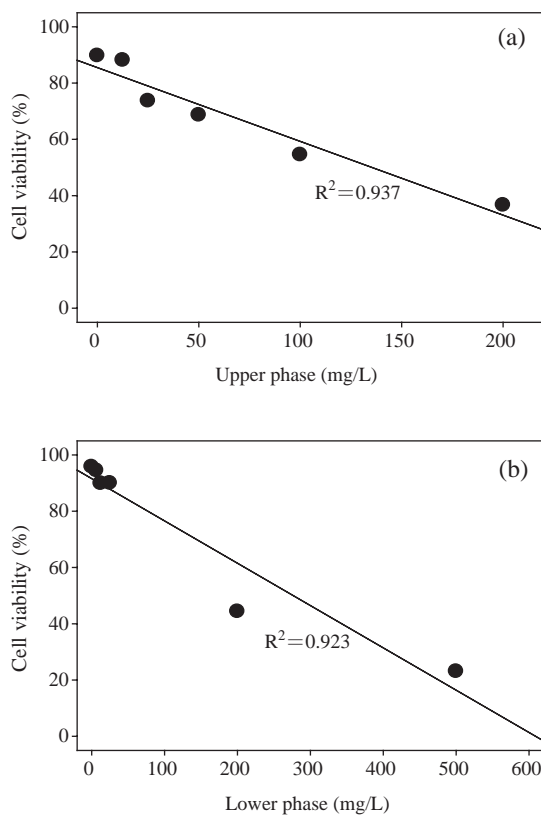 (a)
100
80
60
40
20
0
Cell viability (%)
R²=0.937
0 50 100 150 200
Upper phase (mg/L)
(b)
100
80
60
40
20
0
Cell viability (%)
R²=0.923
0 100 200 300 400 500 600
Lower phase (mg/L)